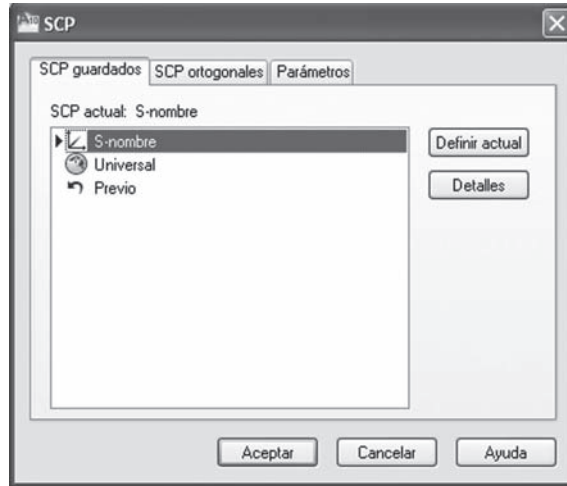 SCP
SCP guardados SCP ortogonales Parámetros
SCP actual: S-nombre
S-nombre
Definir actual
Universal
Detalles
Previo
Aceptar Cancelar Ayuda